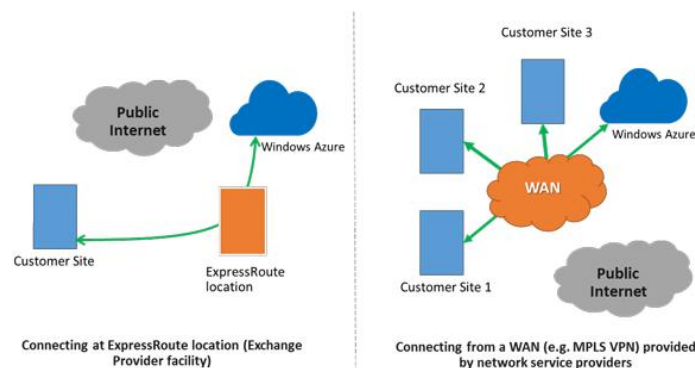 Public
Internet
Windows Azure
Customer Site
ExpressRoute
location
Connecting at ExpressRoute location (Exchange
Provider facility)
Customer Site 3
Customer Site 2
Windows Azure
WAN
Customer Site 1
Public
Internet
Connecting from a WAN (e.g. MPLS VPN) provided
by network service providers